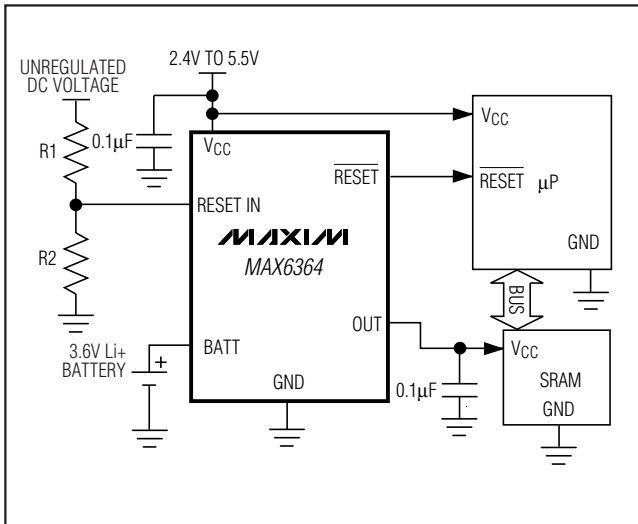 2.4V TO 5.5V
UNREGULATED
DC VOLTAGE
R1
0.1μF
VCC
RESET
RESET IN
R2
MAXIM
MAX6364
BATT
OUT
GND
3.6V Li+
BATTERY
+
VCC
RESET μP
GND
BUS
0.1μF
VCC
SRAM
GND